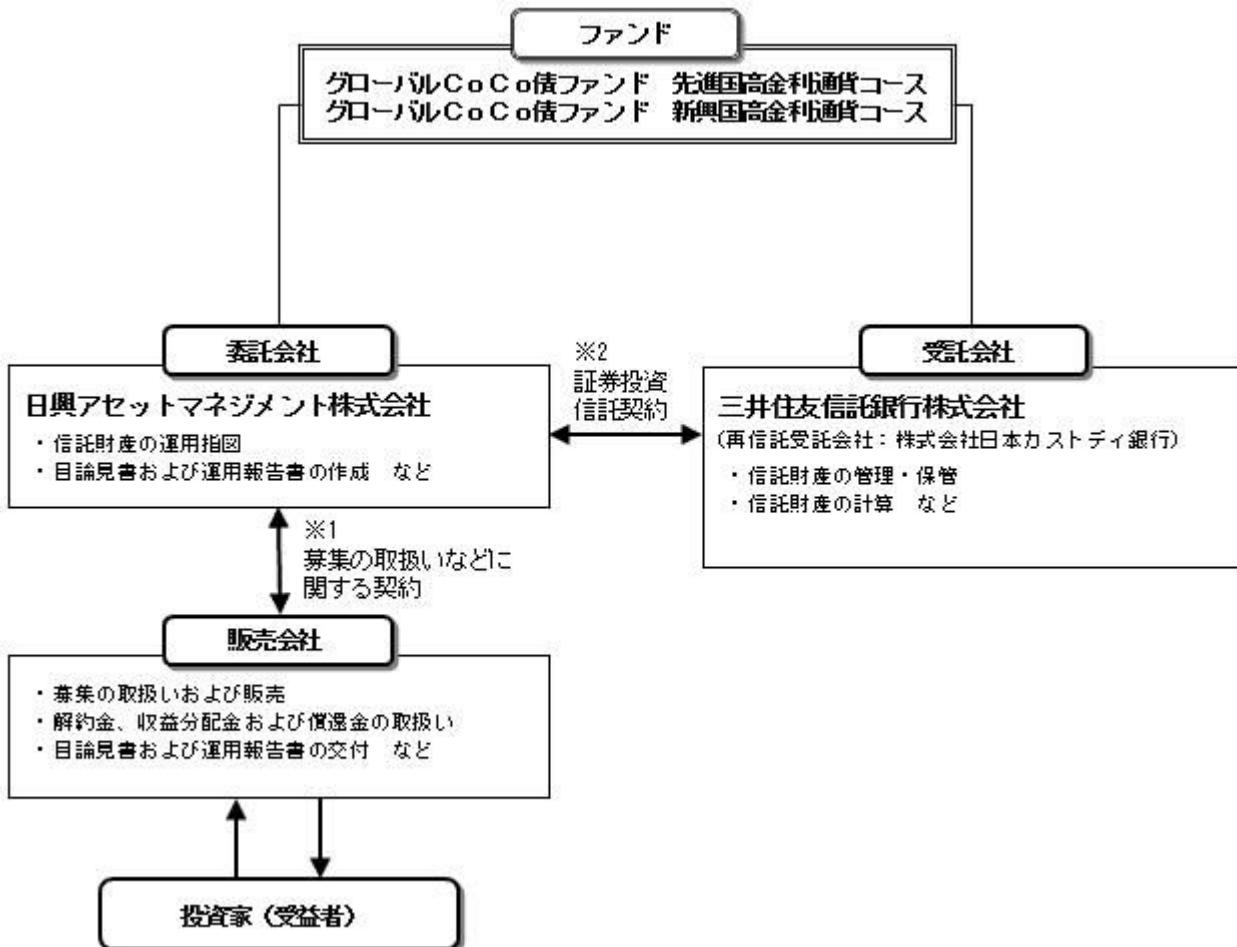 ファンド
グローバルCoCo債ファンド　先進国高金利通貨コース
グローバルCoCo債ファンド　新興国高金利通貨コース
委託会社
日興アセットマネジメント株式会社
・信託財産の運用指図
・目論見書および運用報告書の作成　など
※2
証券投資
信託契約
受託会社
三井住友信託銀行株式会社
(再信託受託会社：株式会社日本カストディ銀行)
・信託財産の管理・保管
・信託財産の計算　など
※1
募集の取扱いなどに
関する契約
販売会社
・募集の取扱いおよび販売
・解約金、収益分配金および償還金の取扱い
・目論見書および運用報告書の交付　など
投資家（受益者）